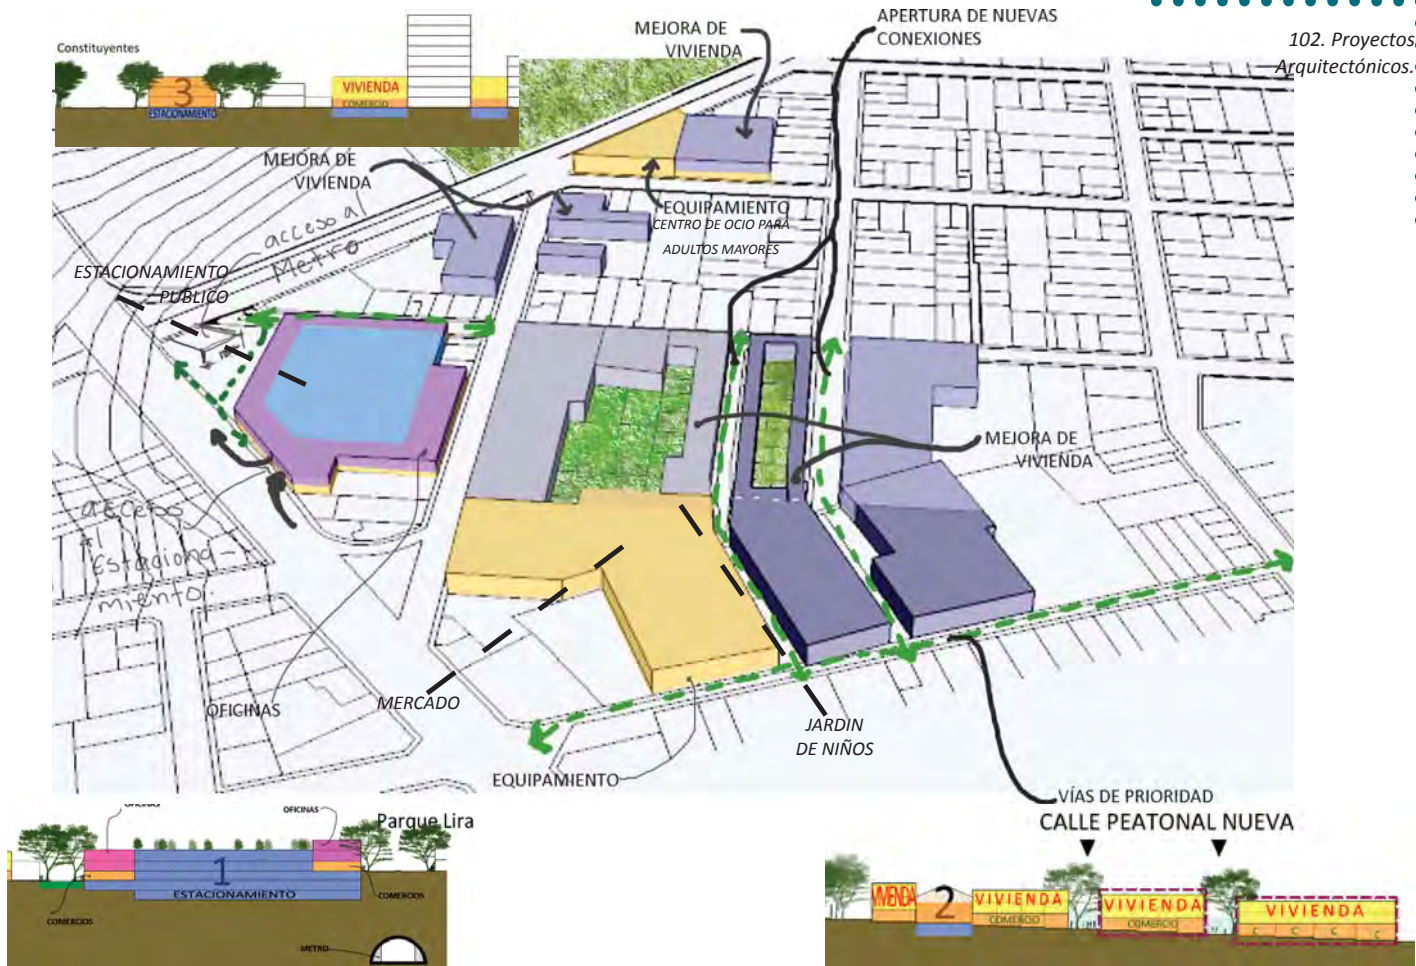 102. Proyectos
Arquitectónicos.
Constituyentes
3
ESTACIONAMIENTO
VIVIENDA
COMERCIO
MEJORA DE
VIVIENDA
APERTURA DE NUEVAS
CONEXIONES
MEJORA DE
VIVIENDA
EQUIPAMIENTO
CENTRO DE OCIO PARA
ADULTOS MAYORES
acceso al
Metro
ESTACIONAMIENTO
PUBLICO
MEJORA DE
VIVIENDA
acceso
al
Estaciona-
miento.
OFICINAS
MERCADO
JARDIN
DE NIÑOS
EQUIPAMIENTO
VÍAS DE PRIORIDAD
CALLE PEATONAL NUEVA
OFICINAS
OFICINAS
Parque Lira
1
ESTACIONAMIENTO
COMERCIOS
COMERCIOS
METRO
VIVIENDA
2
VIVIENDA
COMERCIO
VIVIENDA
COMERCIO
VIVIENDA
C C C C